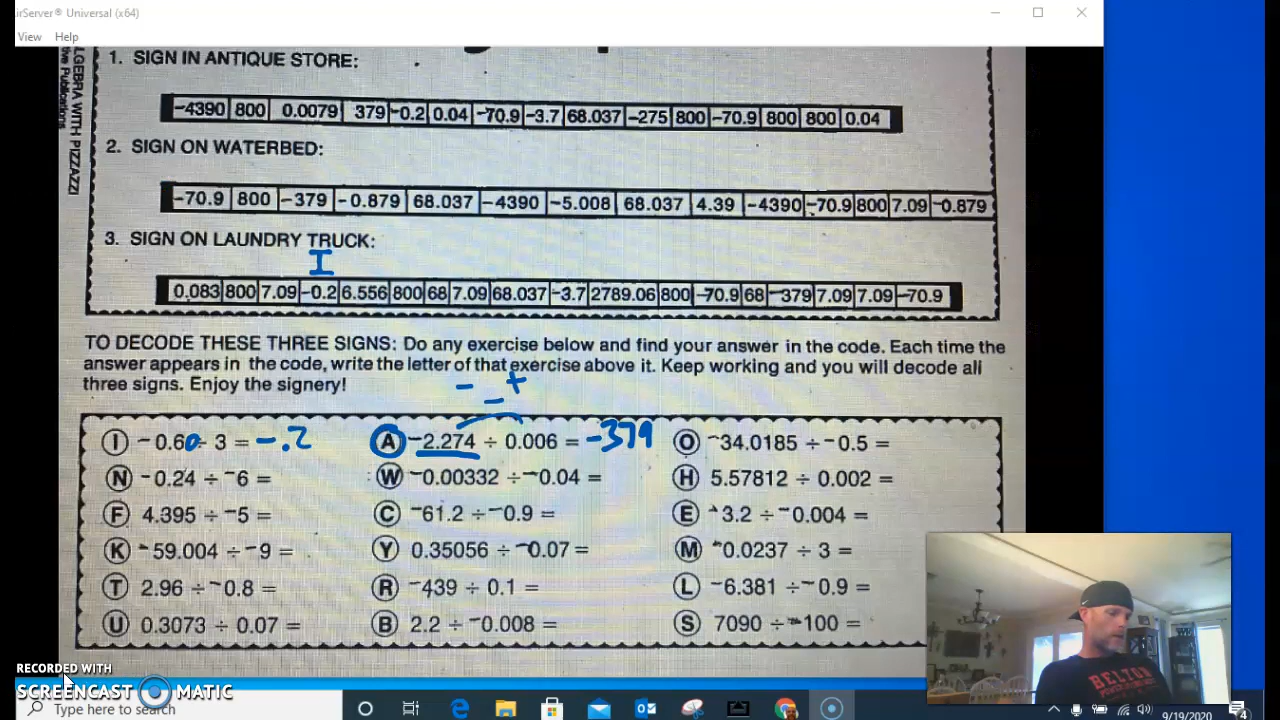 irServer® Universal (x64)
View Help
LGEBRA WITH PIZZAZZ
tive Publications
1. SIGN IN ANTIQUE STORE:
-4390 800 0.0079 379 -0.2 0.04 -70.9 -3.7 68.037 -275 800 -70.9 800 800 0.04
2. SIGN ON WATERBED:
-70.9 800 -379 -0.879 68.037 -4390 -5.008 68.037 4.39 -4390 -70.9 800 7.09 -0.879
3. SIGN ON LAUNDRY TRUCK:
I
0.083 800 7.09 -0.2 6.556 800 68 7.09 68.037 -3.7 2789.06 800 -70.9 68 -379 7.09 7.09 -70.9
TO DECODE THESE THREE SIGNS: Do any exercise below and find your answer in the code. Each time the
answer appears in the code, write the letter of that exercise above it. Keep working and you will decode all
three signs. Enjoy the signery!
- +
-
I -0.60 ÷ 3 = -.2 A -2.274 ÷ 0.006 = -379 O -34.0185 ÷ -0.5 =
N -0.24 ÷ -6 = W -0.00332 ÷ -0.04 = H 5.57812 ÷ 0.002 =
F 4.395 ÷ -5 = C -61.2 ÷ -0.9 = E -3.2 ÷ -0.004 =
K -59.004 ÷ -9 = Y 0.35056 ÷ -0.07 = M -0.0237 ÷ 3 =
T 2.96 ÷ -0.8 = R -439 ÷ 0.1 = L -6.381 ÷ -0.9 =
U 0.3073 ÷ 0.07 = B 2.2 ÷ -0.008 = S 7090 ÷ -100 =
BELTON
RECORDED WITH
SCREENCAST MATIC
Type here to search
9/19/2020
4